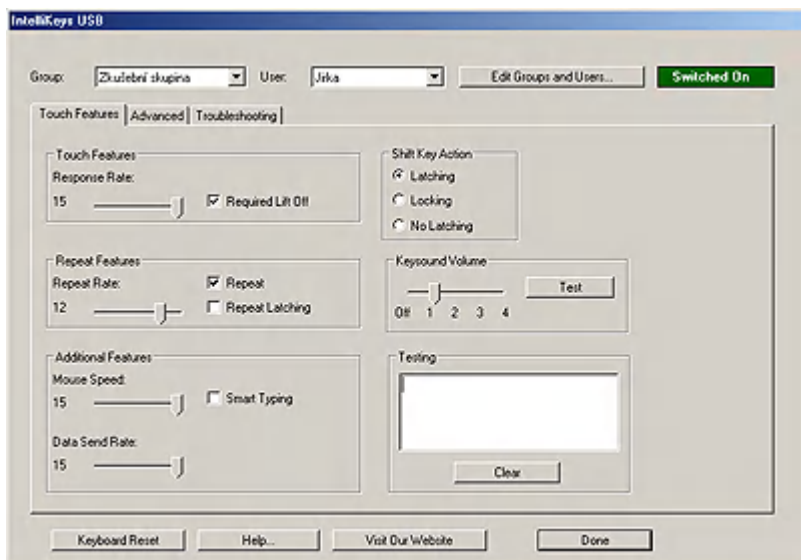 IntelliKeys USB
Group: Zkušební skupina User: Jirka Edit Groups and Users... Switched On
Touch Features Advanced Troubleshooting
Touch Features
Response Rate:
15 Required Lift Off
Shift Key Action
Latching
Locking
No Latching
Repeat Features
Repeat Rate: Repeat
12 Repeat Latching
Keysound Volume
Test
Off 1 2 3 4
Additional Features
Mouse Speed:
15 Smart Typing
Data Send Rate:
15
Testing
Clear
Keyboard Reset Help... Visit Our Website Done